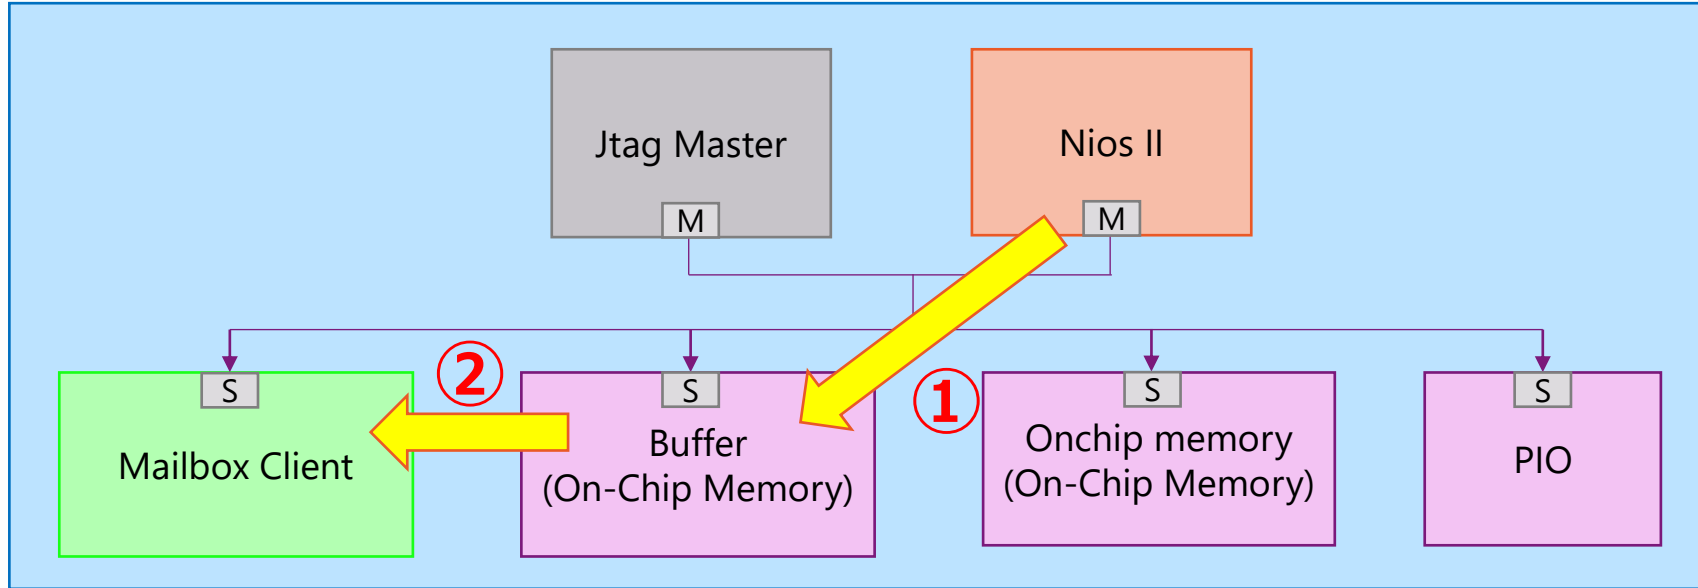 Jtag Master
M
Nios II
M
②
①
S
Mailbox Client
S
Buffer
(On-Chip Memory)
S
Onchip memory
(On-Chip Memory)
S
PIO